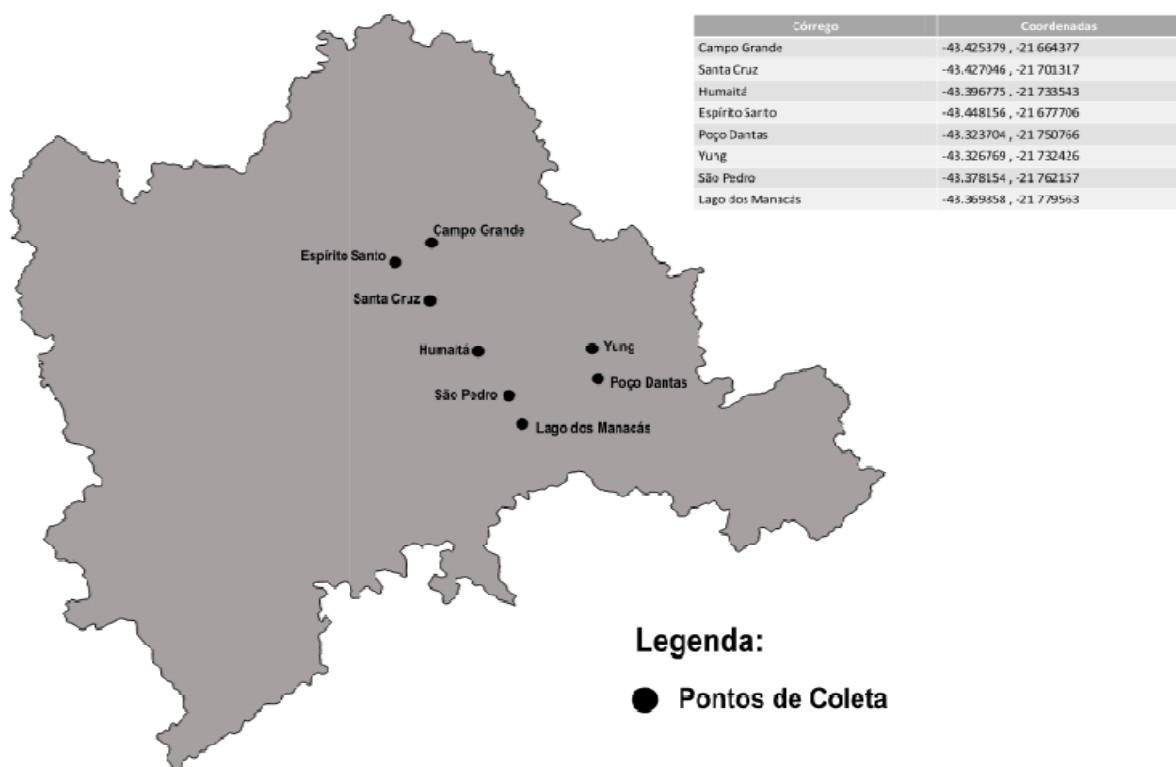 Córrego Coordenadas
Campo Grande -43.425379 , -21 664377
Santa Cruz -43.427046 , -21 701317
Humaitá -43.396775 , -21 733543
Espírito Santo -43.448156 , -21 677706
Poço Dantas -43.323704 , -21 750766
Yung -43.326769 , -21 732426
São Pedro -43.378154 , -21 762157
Lago dos Manacás -43.369358 , -21 779563
Campo Grande
Espírito Santo
Santa Cruz
Humaitá
Yung
Poço Dantas
São Pedro
Lago dos Manacás
Legenda:
Pontos de Coleta